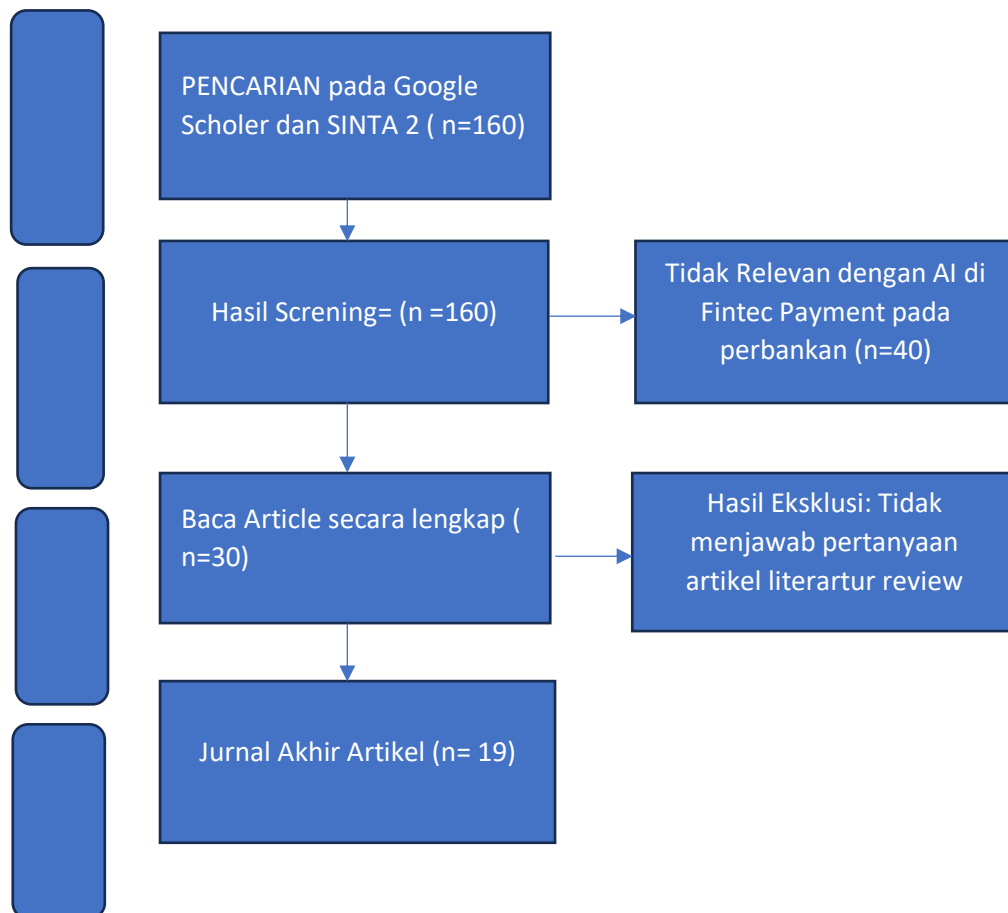 PENCARIAN pada Google
Scholer dan SINTA 2 ( n=160)
Hasil Screning= (n =160)
Tidak Relevan dengan AI di
Fintec Payment pada
perbankan (n=40)
Baca Article secara lengkap (
n=30)
Hasil Eksklusi: Tidak
menjawab pertanyaan
artikel literartur review
Jurnal Akhir Artikel (n= 19)